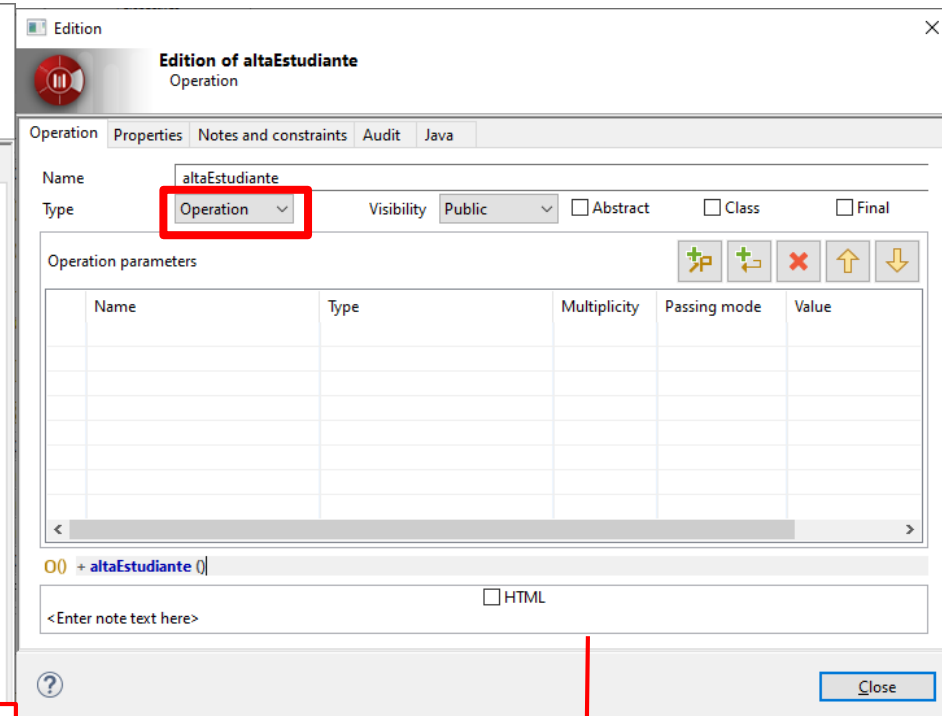 Edition
Edition of altaEstudiante
Operation
Operation Properties Notes and constraints Audit Java
Name altaEstudiante
Type Operation Visibility Public Abstract Class Final
Operation parameters
Name Type Multiplicity Passing mode Value
O() + altaEstudiante ()
HTML
<Enter note text here>
Close